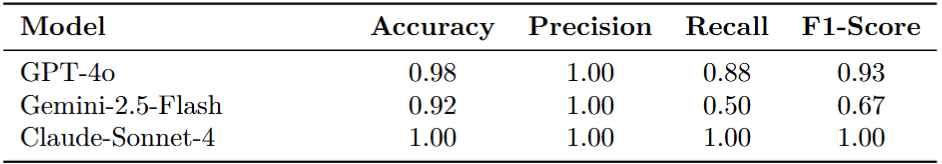 Model Accuracy Precision Recall F1-Score
GPT-4o 0.98 1.00 0.88 0.93
Gemini-2.5-Flash 0.92 1.00 0.50 0.67
Claude-Sonnet-4 1.00 1.00 1.00 1.00